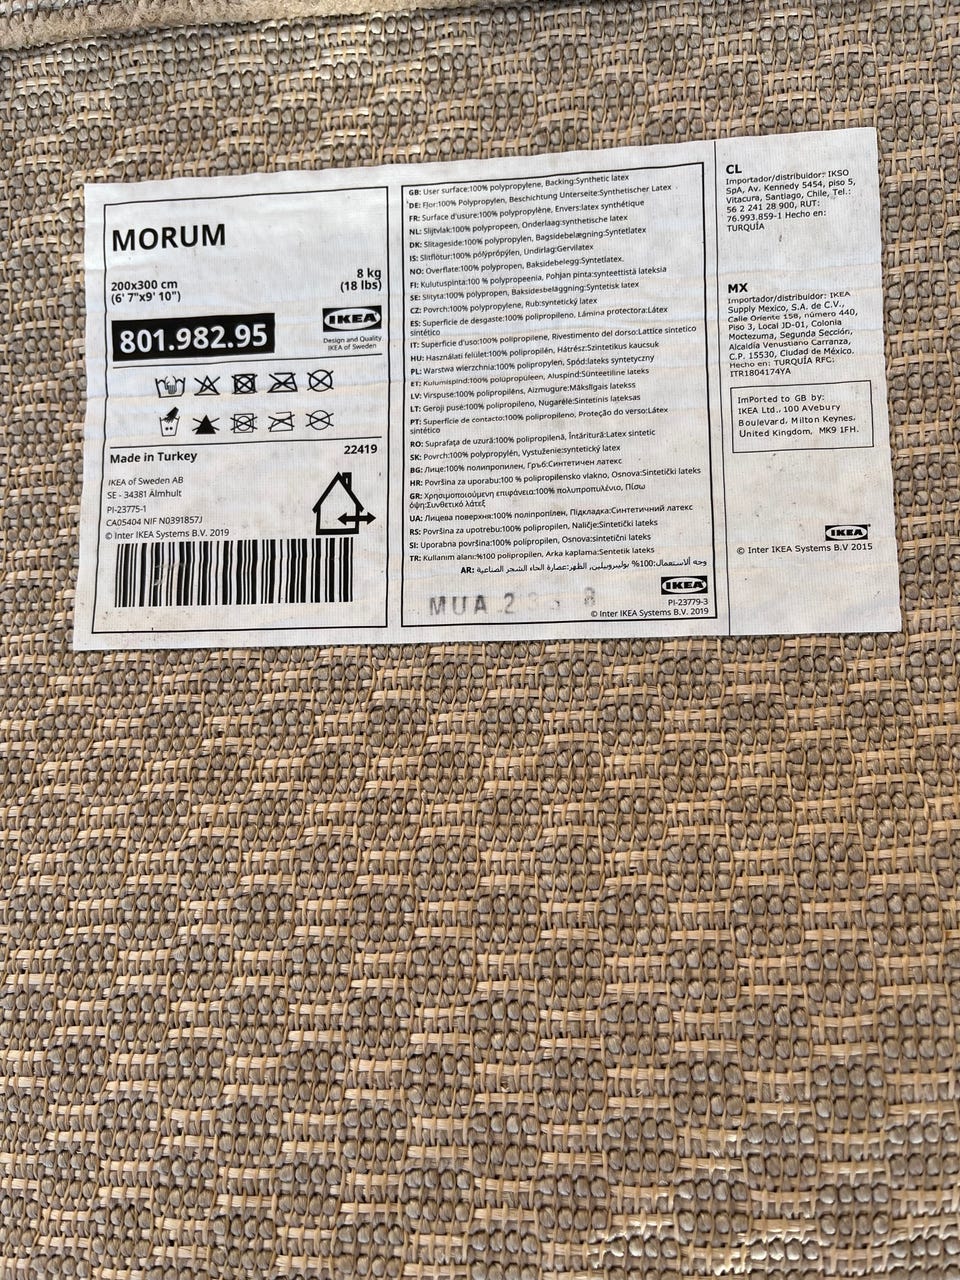 MORUM
200x300 cm
(6' 7"x9' 10")
8 kg
(18 lbs)
801.982.95
IKEA
Design and Quality
IKEA of Sweden
Made in Turkey
22419
IKEA of Sweden AB
SE - 34381 Älmhult
PI-23775-1
CA05404 NIF N0391857J
© Inter IKEA Systems B.V. 2019
GB: User surface:100% polypropylene, Backing:Synthetic latex
DE: Flor:100% Polypropylen, Beschichtung Unterseite:Synthetischer Latex
FR: Surface d'usure:100% polypropylène, Envers:latex synthétique
NL: Slijtvlak:100% polypropeen, Onderlaag:synthetische latex
DK: Slitageside:100% polypropylen, Bagsidebelægning:Syntetlatex
IS: Slitflötur:100% pólýprópýlen, Undirlag:Gervilatex
NO: Overflate:100% polypropen, Baksidebelegg:Syntetlatex.
FI: Kulutuspinta:100 % polypropeenia, Pohjan pinta:synteettistä lateksia
SE: Slityta:100% polypropen, Baksidesbeläggning:Syntetisk latex
CZ: Povrch:100% polypropylene, Rub:syntetický latex
ES: Superficie de desgaste:100% polipropileno, Lámina protectora:Látex
sintético
IT: Superficie d'uso:100% polipropilene, Rivestimento del dorso:Lattice sintetico
HU: Használati felület:100% polipropilén, Hátrész:Szintetikus kaucsuk
PL: Warstwa wierzchnia:100% polipropylen, Spód:lateks syntetyczny
ET: Kulumispind:100% polüpropüleen, Aluspind:Sünteetiline lateks
LV: Virspuse:100% polipropilēns, Aizmugure:Mākslīgais latekss
LT: Geroji pusė:100% polipropileno, Nugarėlė:Sintetinis lateksas
PT: Superfície de contacto:100% polipropileno, Proteção do verso:Látex
sintético
RO: Suprafaţa de uzură:100% polipropilenă, Întăritură:Latex sintetic
SK: Povrch:100% polypropylén, Vystuženie:syntetický latex
BG: Лице:100% полипропилен, Гръб:Синтетичен латекс
HR: Površina za uporabu:100 % polipropilensko vlakno, Osnova:Sintetički lateks
GR: Χρησιμοποιούμενη επιφάνεια:100% πολυπροπυλένιο, Πίσω
όψη:Συνθετικό λάτεξ
UA: Лицева поверхня:100% поліпропілен, Підкладка:Синтетичний латекс
RS: Površina za upotrebu:100 % polipropilen, Naličje:Sintetički lateks
SI: Uporabna površina:100% polipropilen, Osnova:sintetični lateks
TR: Kullanım alanı:%100 polipropilen, Arka kaplama:Sentetik lateks
AR: وجه الاستعمال:100% بوليبروبيلين, الظهر:عصارة الحاء الشجر الصناعية
MUA 2
IKEA
PI-23779-3
© Inter IKEA Systems B.V. 2019
CL
Importador/distribuidor: IKSO
SpA, Av. Kennedy 5454, piso 5,
Vitacura, Santiago, Chile, Tel.:
56 2 241 28 900, RUT:
76.993.859-1 Hecho en:
TURQUÍA
MX
Importador/distribuidor: IKEA
Supply Mexico, S.A. de C.V.,
Calle Oriente 158, número 440,
Piso 3, Local JD-01, Colonia
Moctezuma, Segunda Sección,
Alcaldía Venustiano Carranza,
C.P. 15530, Ciudad de México.
Hecho en: TURQUÍA RFC:
ITR1804174YA
ImPorted to GB by:
IKEA Ltd., 100 Avebury
Boulevard, Milton Keynes,
United Kingdom, MK9 1FH.
IKEA
© Inter IKEA Systems B.V 2015